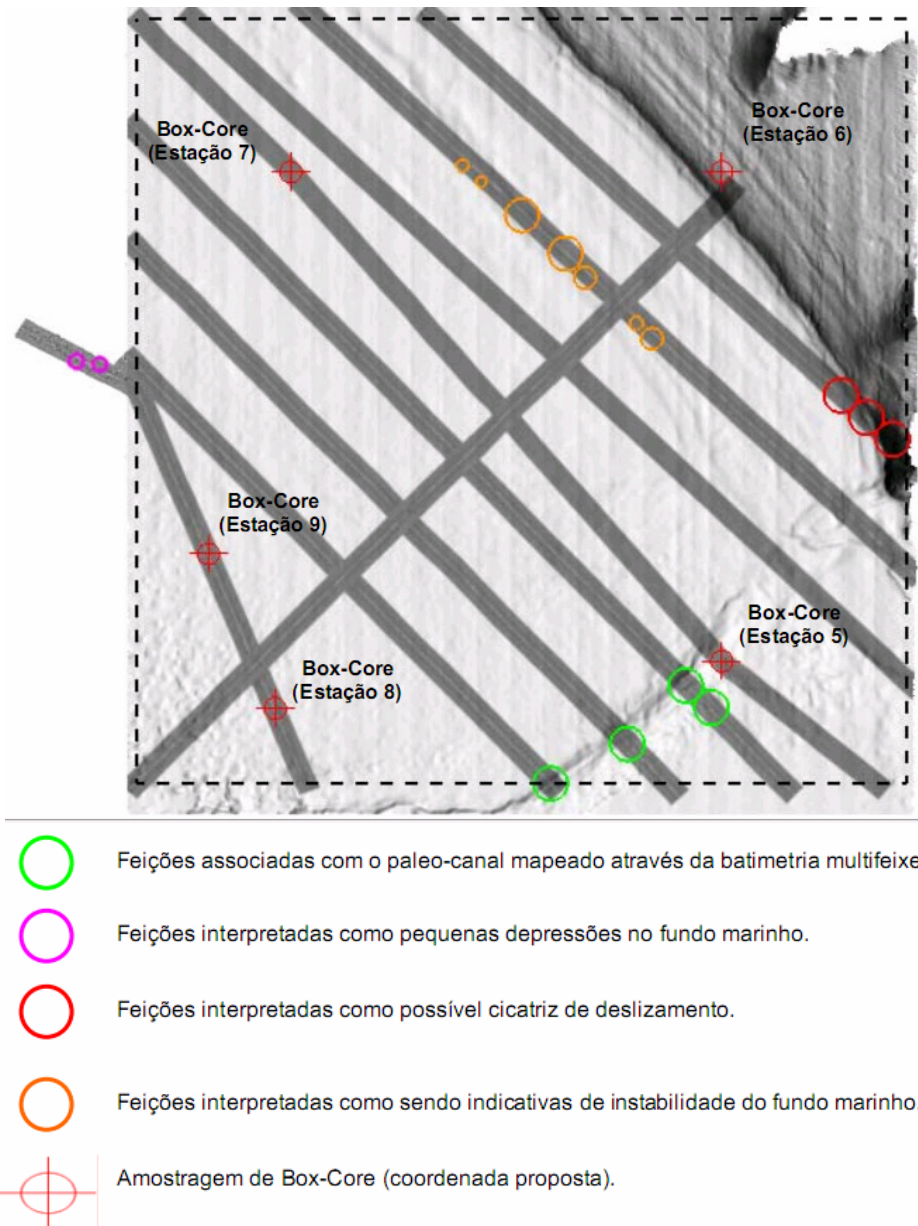 Box-Core
(Estação 7)
Box-Core
(Estação 6)
Box-Core
(Estação 9)
Box-Core
(Estação 5)
Box-Core
(Estação 8)
Feições associadas com o paleo-canal mapeado através da batimetria multifeixe
Feições interpretadas como pequenas depressões no fundo marinho.
Feições interpretadas como possível cicatriz de deslizamento.
Feições interpretadas como sendo indicativas de instabilidade do fundo marinho.
Amostragem de Box-Core (coordenada proposta).